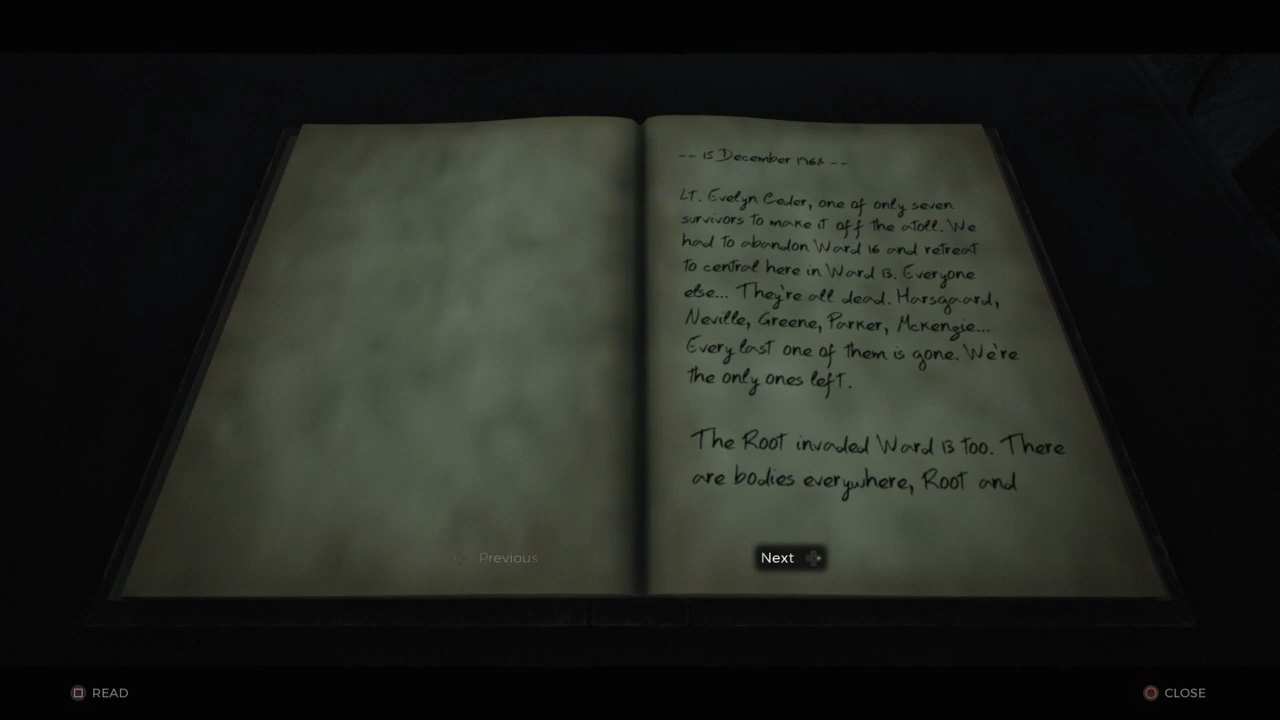 -- 15 December 1968 --
Lt. Evelyn Ceder, one of only seven
survivors to make it off the atoll. We
had to abandon Ward 16 and retreat
to central here in Ward 13. Everyone
else... They're all dead. Harsgaard,
Neville, Greene, Parker, McKenzie...
Every last one of them is gone. We're
the only ones left.
The Root invaded Ward 13 too. There
are bodies everywhere, Root and
Previous
Next
READ
CLOSE